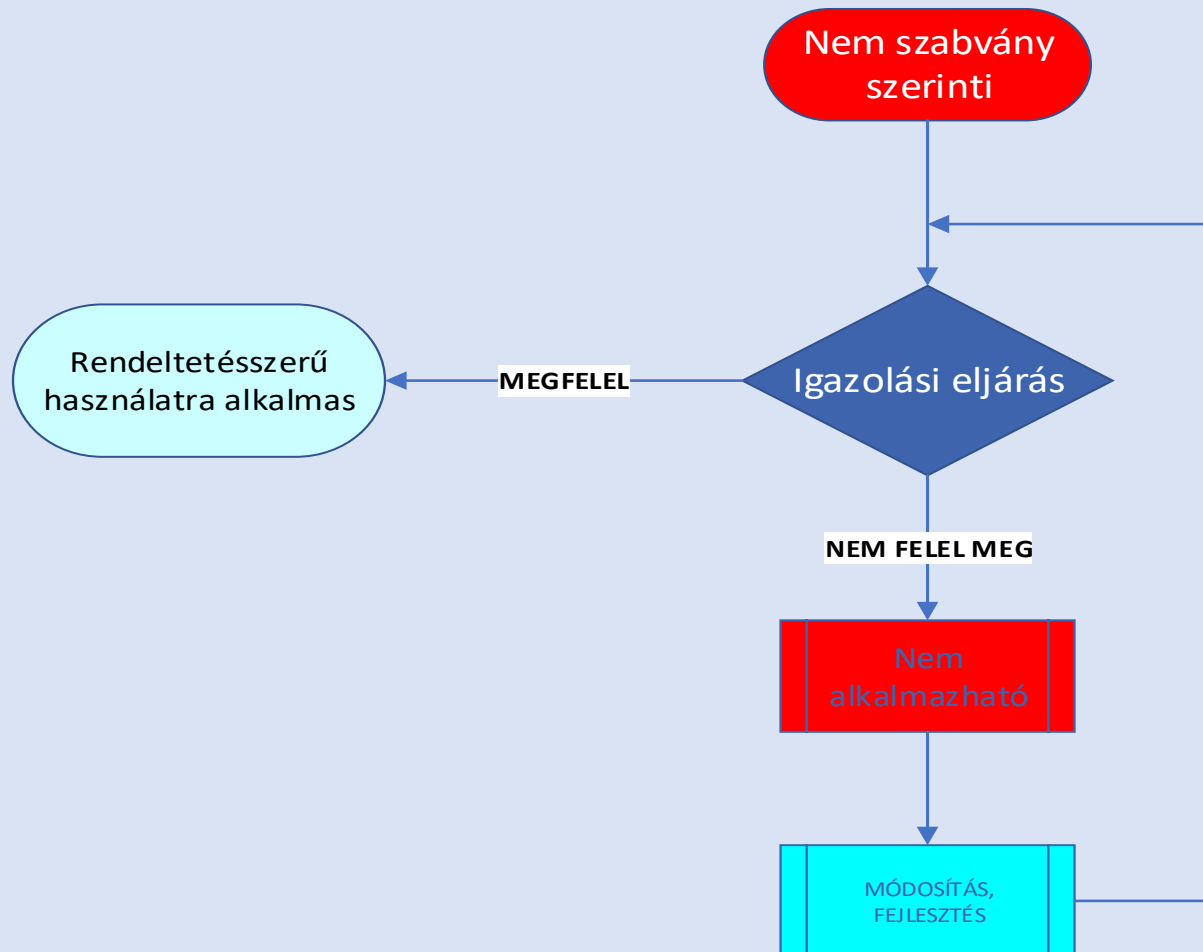 Nem szabvány
szerinti
Rendeltetésszerű
használatra alkalmas
MEGFELEL
Igazolási eljárás
NEM FELEL MEG
Nem
alkalmazható
MÓDOSÍTÁS,
FEJLESZTÉS